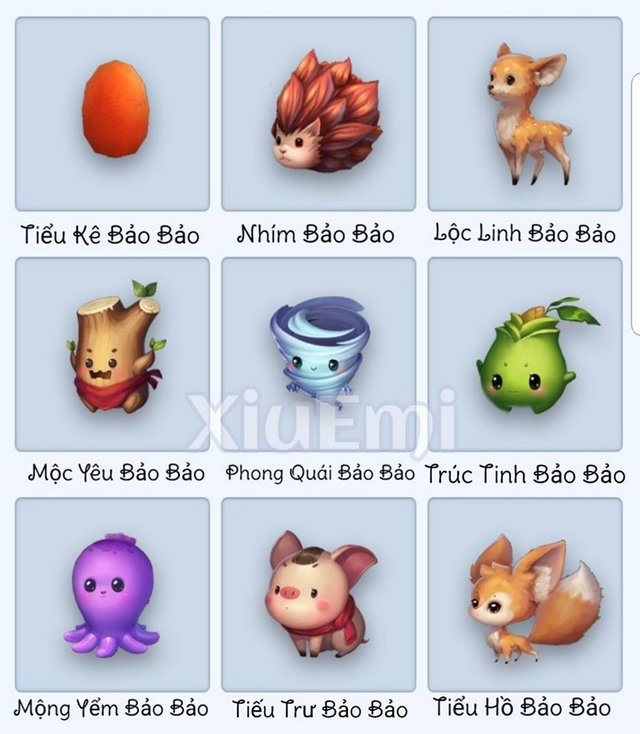 Tiểu Kê Bảo Bảo
Nhím Bảo Bảo
Lộc Linh Bảo Bảo
XiuEmi
Mộc Yêu Bảo Bảo
Phong Quái Bảo Bảo
Trúc Tinh Bảo Bảo
Mộng Yểm Bảo Bảo
Tiếu Trư Bảo Bảo
Tiểu Hồ Bảo Bảo